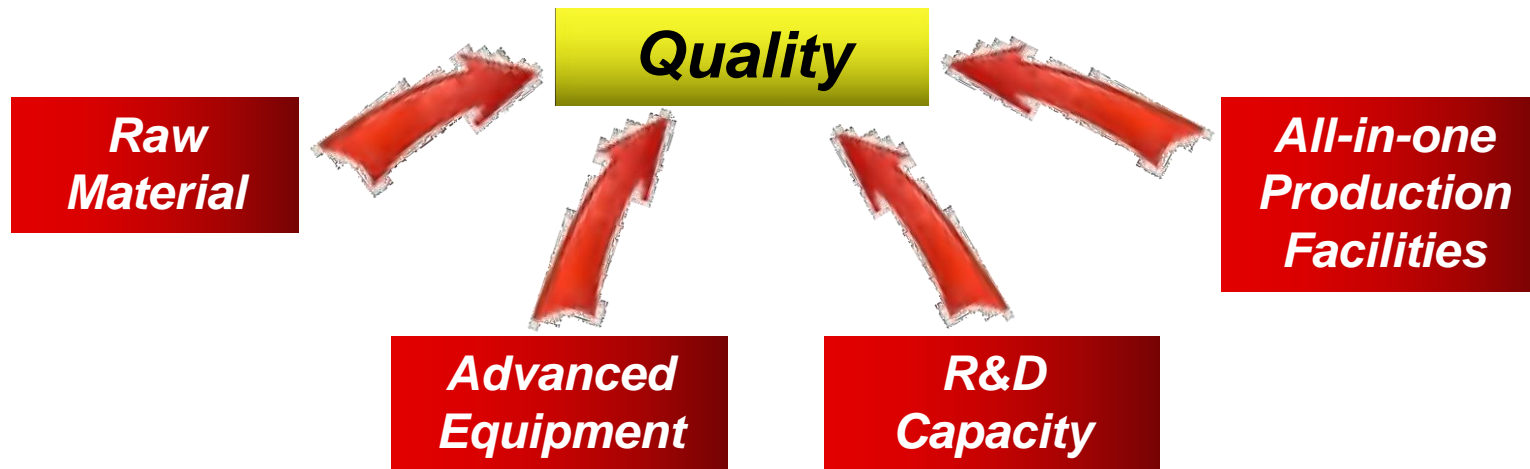 Quality
Raw
Material
All-in-one
Production
Facilities
Advanced
Equipment
R&D
Capacity